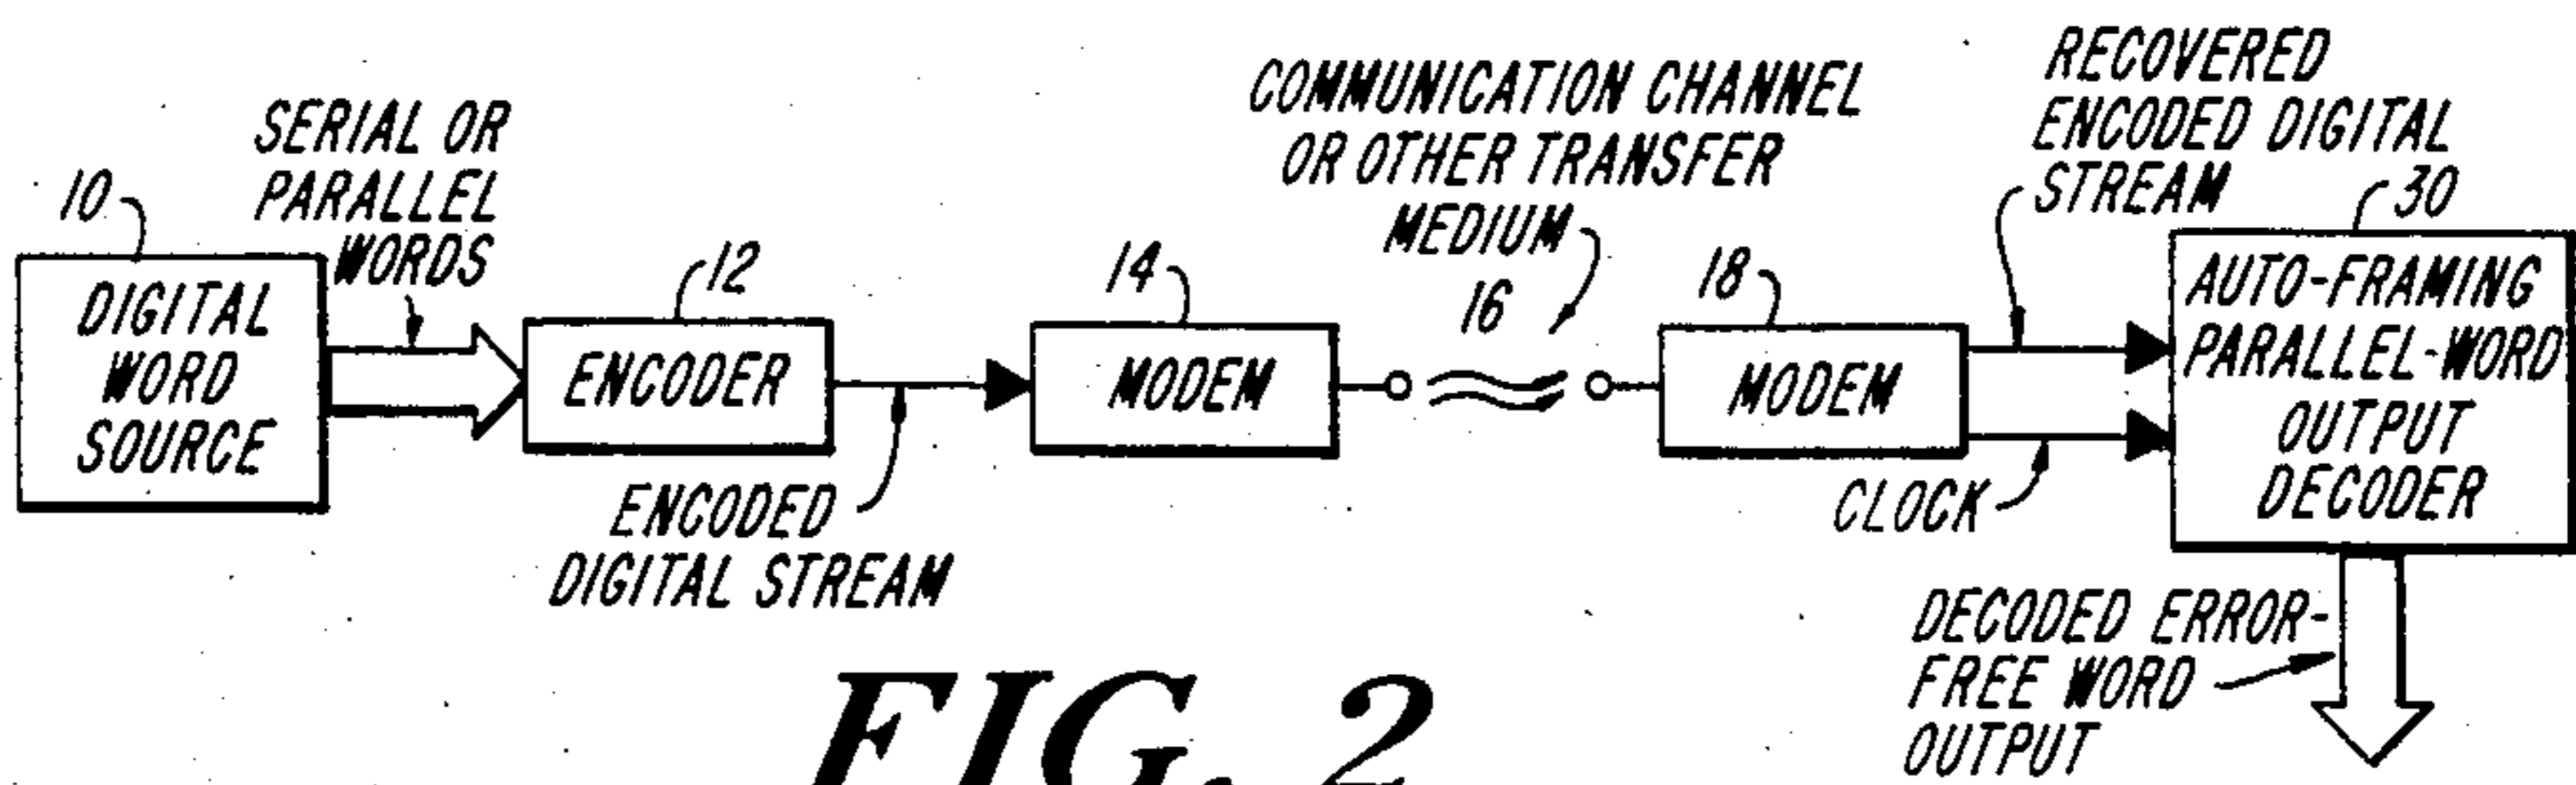 SERIAL OR
PARALLEL
WORDS
10
DIGITAL
WORD
SOURCE
12
ENCODER
ENCODED
DIGITAL STREAM
14
MODEM
COMMUNICATION CHANNEL
OR OTHER TRANSFER
MEDIUM
16
18
MODEM
RECOVERED
ENCODED DIGITAL
STREAM
CLOCK
30
AUTO-FRAMING
PARALLEL-WORD
OUTPUT
DECODER
DECODED ERROR-
FREE WORD
OUTPUT
FIG. 2